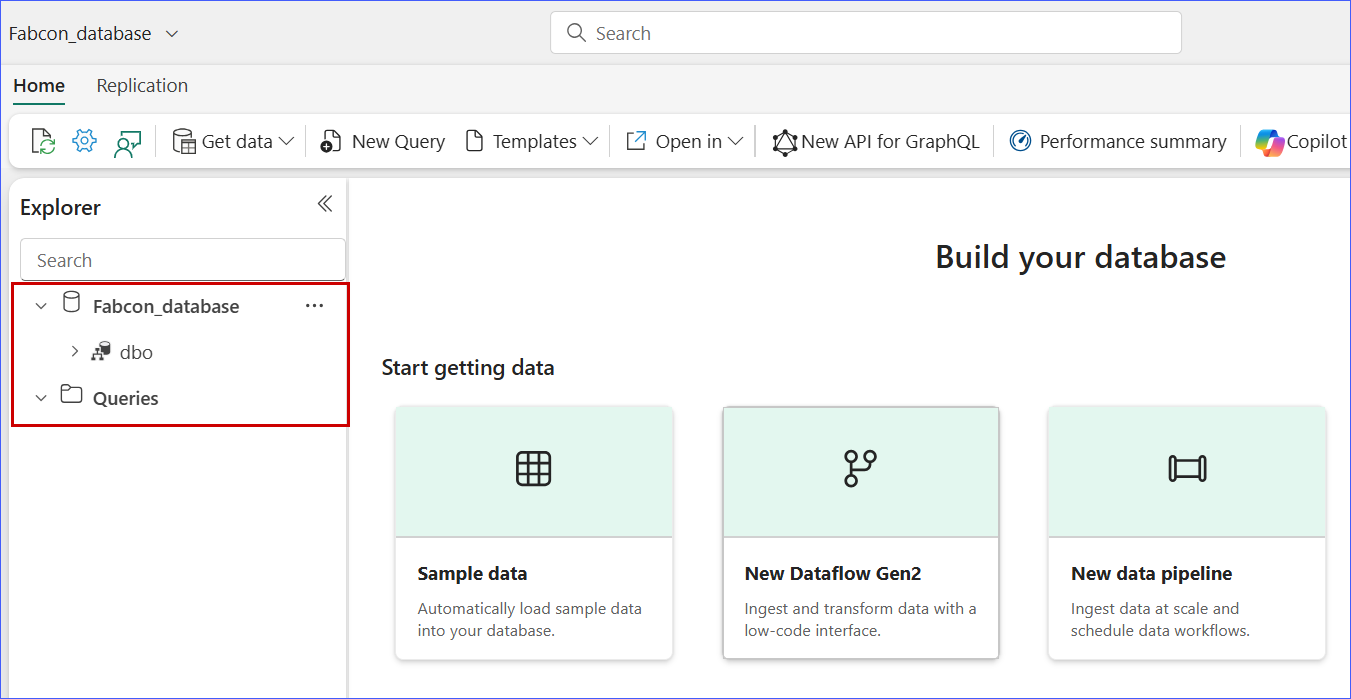 Fabcon_database
Search
Home Replication
Get data New Query Templates Open in New API for GraphQL Performance summary Copilot
Explorer
Search
Fabcon_database ...
dbo
Queries
Build your database
Start getting data
Sample data
Automatically load sample data
into your database.
New Dataflow Gen2
Ingest and transform data with a
low-code interface.
New data pipeline
Ingest data at scale and
schedule data workflows.